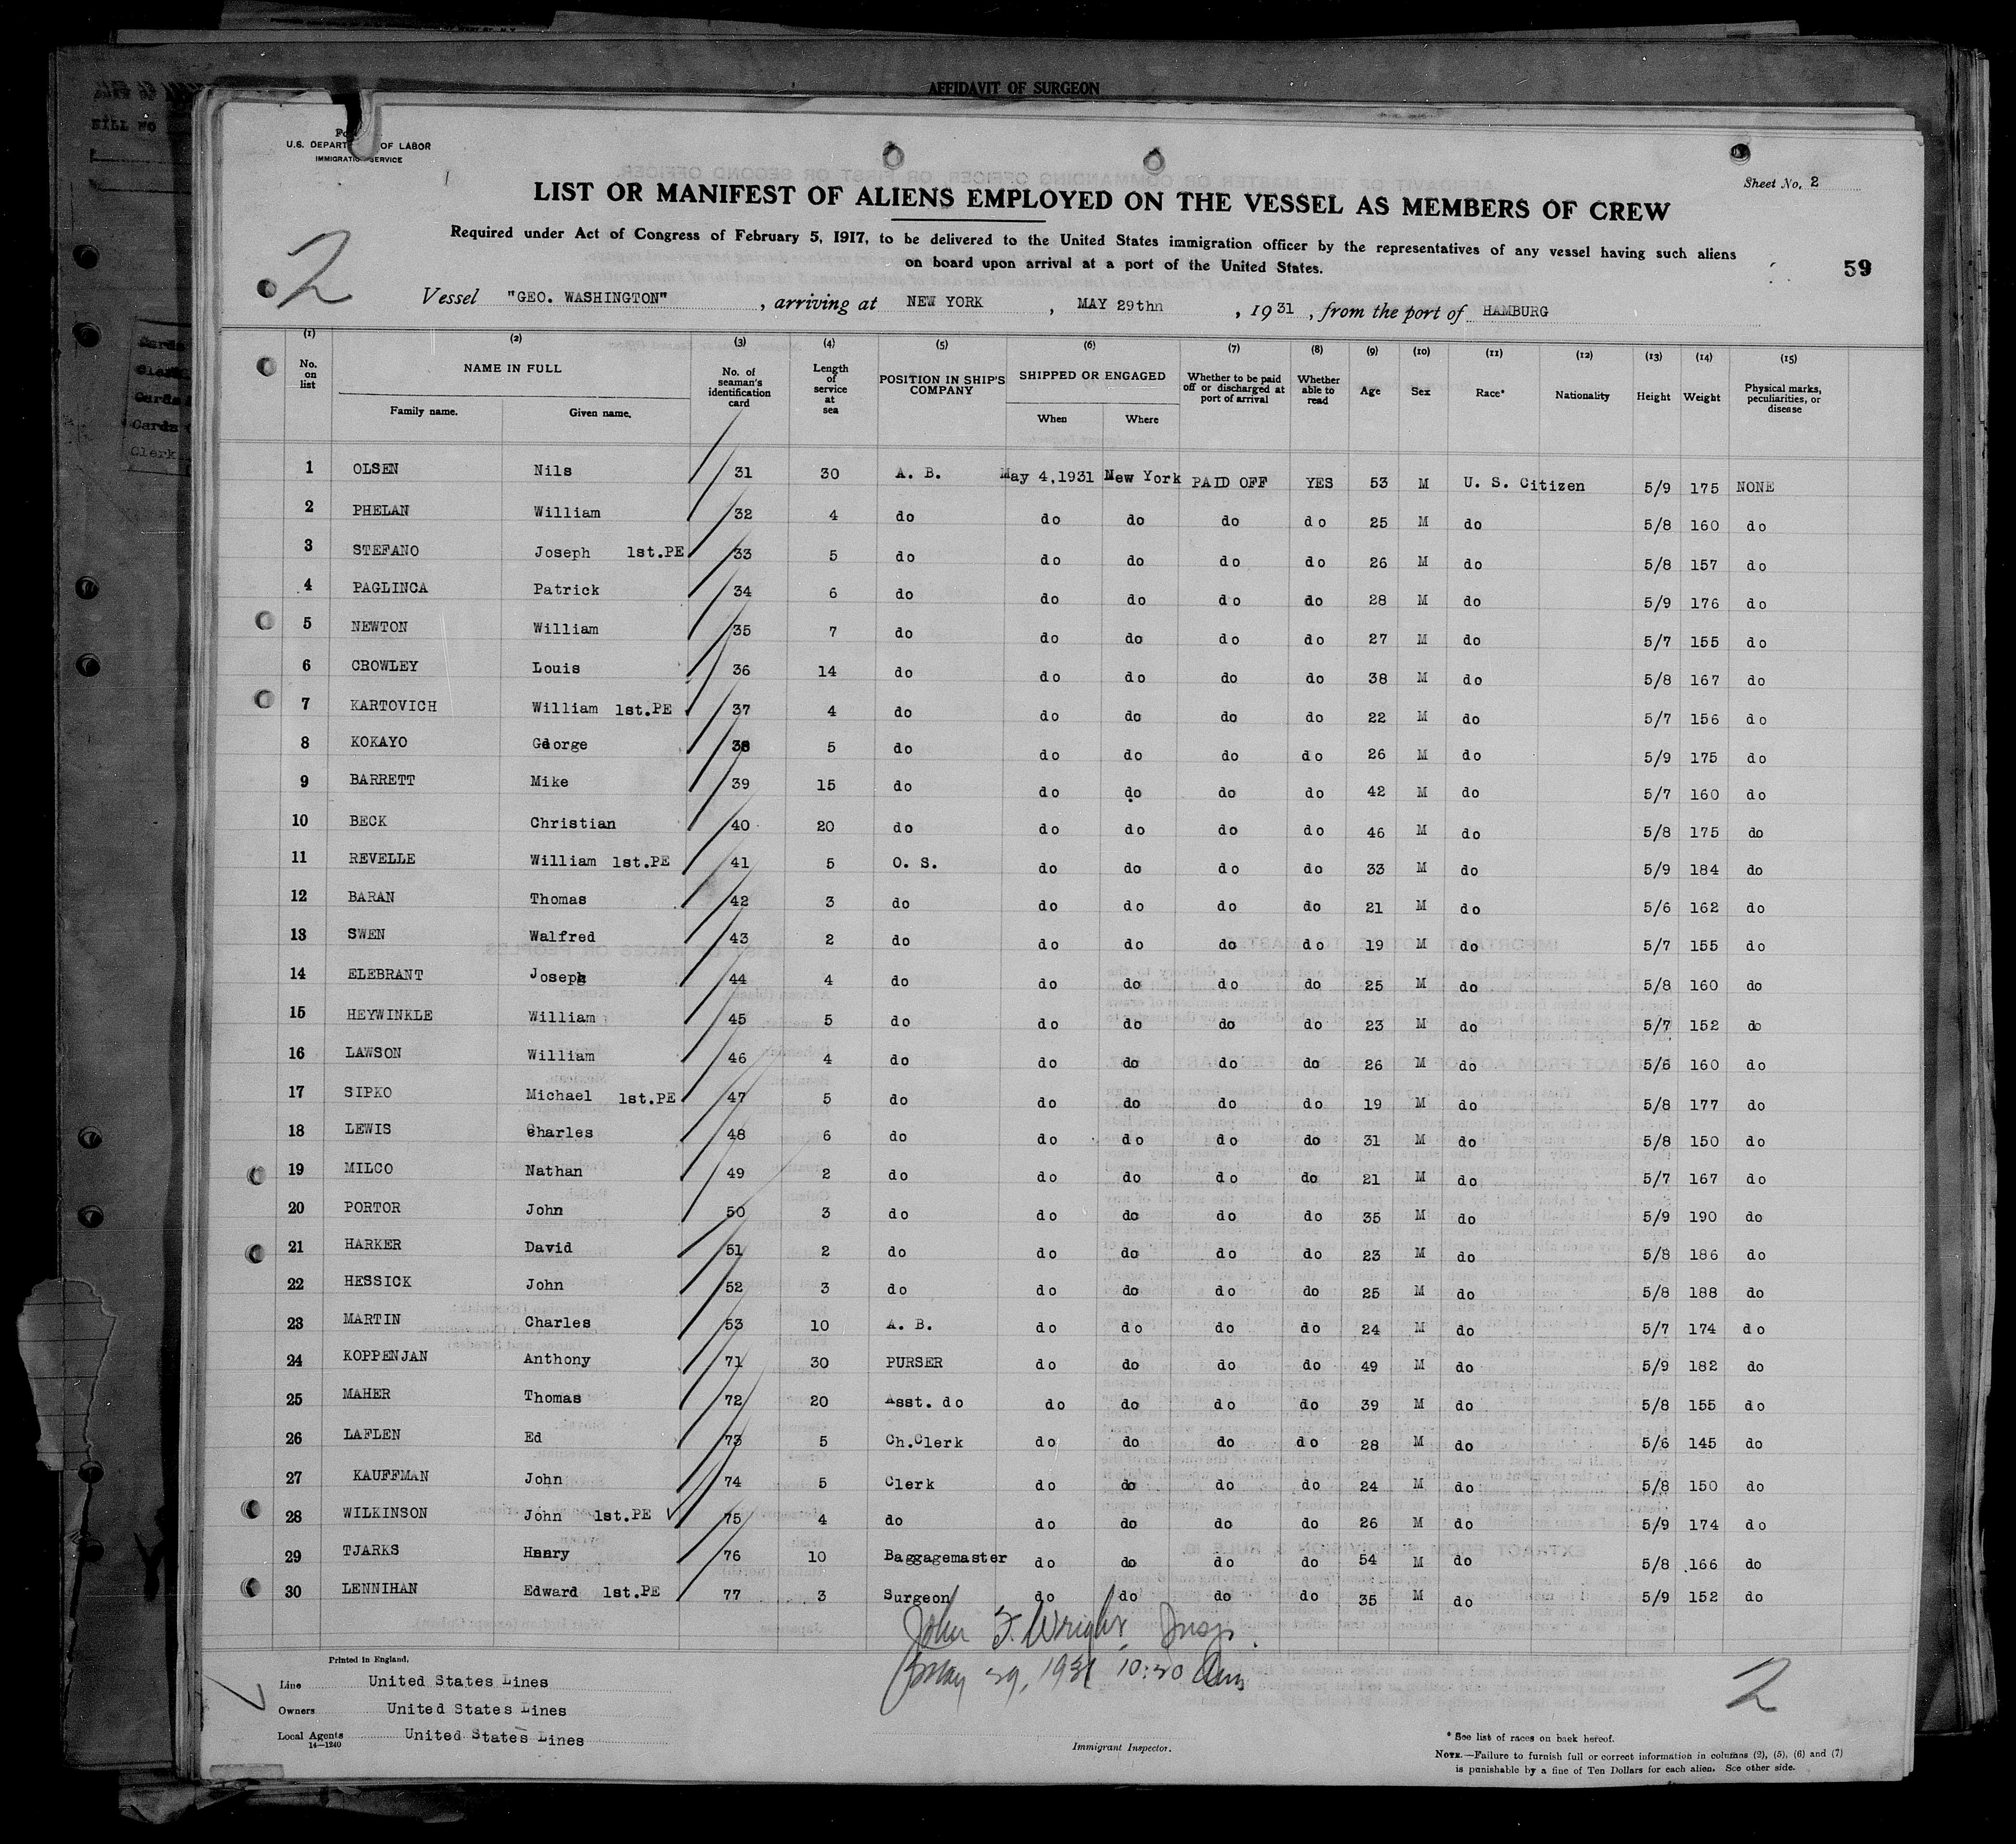 AFFIDAVIT OF SURGEON
U.S. DEPART OF LABOR
IMMIGRATION SERVICE
Sheet No. 2
LIST OR MANIFEST OF ALIENS EMPLOYED ON THE VESSEL AS MEMBERS OF CREW
Required under Act of Congress of February 5, 1917, to be delivered to the United States immigration officer by the representatives of any vessel having such aliens
on board upon arrival at a port of the United States.
59
2
Vessel "GEO. WASHINGTON", arriving at NEW YORK, MAY 29thn, 1931, from the port of HAMBURG
(1) (2) (3) (4) (5) (6) (7) (8) (9) (10) (11) (12) (13) (14) (15)
No. on list NAME IN FULL Family name. Given name. No. of seaman's identification card Length of service at sea POSITION IN SHIP'S COMPANY SHIPPED OR ENGAGED When Where Whether to be paid off or discharged at port of arrival Whether able to read Age Sex Race* Nationality Height Weight Physical marks, peculiarities, or disease
1 OLSEN Nils 31 30 A. B. May 4,1931 New York PAID OFF YES 53 M U. S. Citizen 5/9 175 NONE
2 PHELAN William 32 4 do do do do do 25 M do 5/8 160 do
3 STEFANO Joseph 1st.PE 33 5 do do do do do 26 M do 5/8 157 do
4 PAGLINCA Patrick 34 6 do do do do do 28 M do 5/9 176 do
5 NEWTON William 35 7 do do do do do 27 M do 5/7 155 do
6 CROWLEY Louis 36 14 do do do do do 38 M do 5/8 167 do
7 KARTOVICH William 1st.PE 37 4 do do do do do 22 M do 5/7 156 do
8 KOKAYO George 38 5 do do do do do 26 M do 5/9 175 do
9 BARRETT Mike 39 15 do do do do do 42 M do 5/7 160 do
10 BECK Christian 40 20 do do do do do 46 M do 5/8 175 do
11 REVELLE William 1st.PE 41 5 O. S. do do do do 33 M do 5/9 184 do
12 BARAN Thomas 42 3 do do do do do 21 M do 5/6 162 do
13 SWEN Walfred 43 2 do do do do do 19 M do 5/7 155 do
14 ELEBRANT Joseph 44 4 do do do do do 25 M do 5/8 160 do
15 HEYWINKLE William 45 5 do do do do do 23 M do 5/7 152 do
16 LAWSON William 46 4 do do do do do 26 M do 5/6 160 do
17 SIPKO Michael 1st.PE 47 5 do do do do do 19 M do 5/8 177 do
18 LEWIS Charles 48 6 do do do do do 31 M do 5/8 150 do
19 MILCO Nathan 49 2 do do do do do 21 M do 5/7 167 do
20 PORTOR John 50 3 do do do do do 35 M do 5/9 190 do
21 HARKER David 51 2 do do do do do 23 M do 5/8 186 do
22 HESSICK John 52 3 do do do do do 25 M do 5/8 188 do
23 MARTIN Charles 53 10 A. B. do do do do 24 M do 5/7 174 do
24 KOPPENJAN Anthony 71 30 PURSER do do do do 49 M do 5/9 182 do
25 MAHER Thomas 72 20 Asst. do do do do do 39 M do 5/8 155 do
26 LAFLEN Ed 73 5 Ch.Clerk do do do do 28 M do 5/6 145 do
27 KAUFFMAN John 74 5 Clerk do do do do 24 M do 5/8 150 do
28 WILKINSON John 1st.PE 75 4 do do do do do 26 M do 5/9 174 do
29 TJARKS Henry 76 10 Baggagemaster do do do do 54 M do 5/8 166 do
30 LENNIHAN Edward 1st.PE 77 3 Surgeon do do do do 35 M do 5/9 152 do
John F. Wright, Insp.
May 29, 1931 10:30 Am
Printed in England.
Line United States Lines
Owners United States Lines
Local Agents United States Lines
14—1240
Immigrant Inspector.
2
* See list of races on back hereof.
NOTE.—Failure to furnish full or correct information in columns (2), (5), (6) and (7)
is punishable by a fine of Ten Dollars for each alien. See other side.